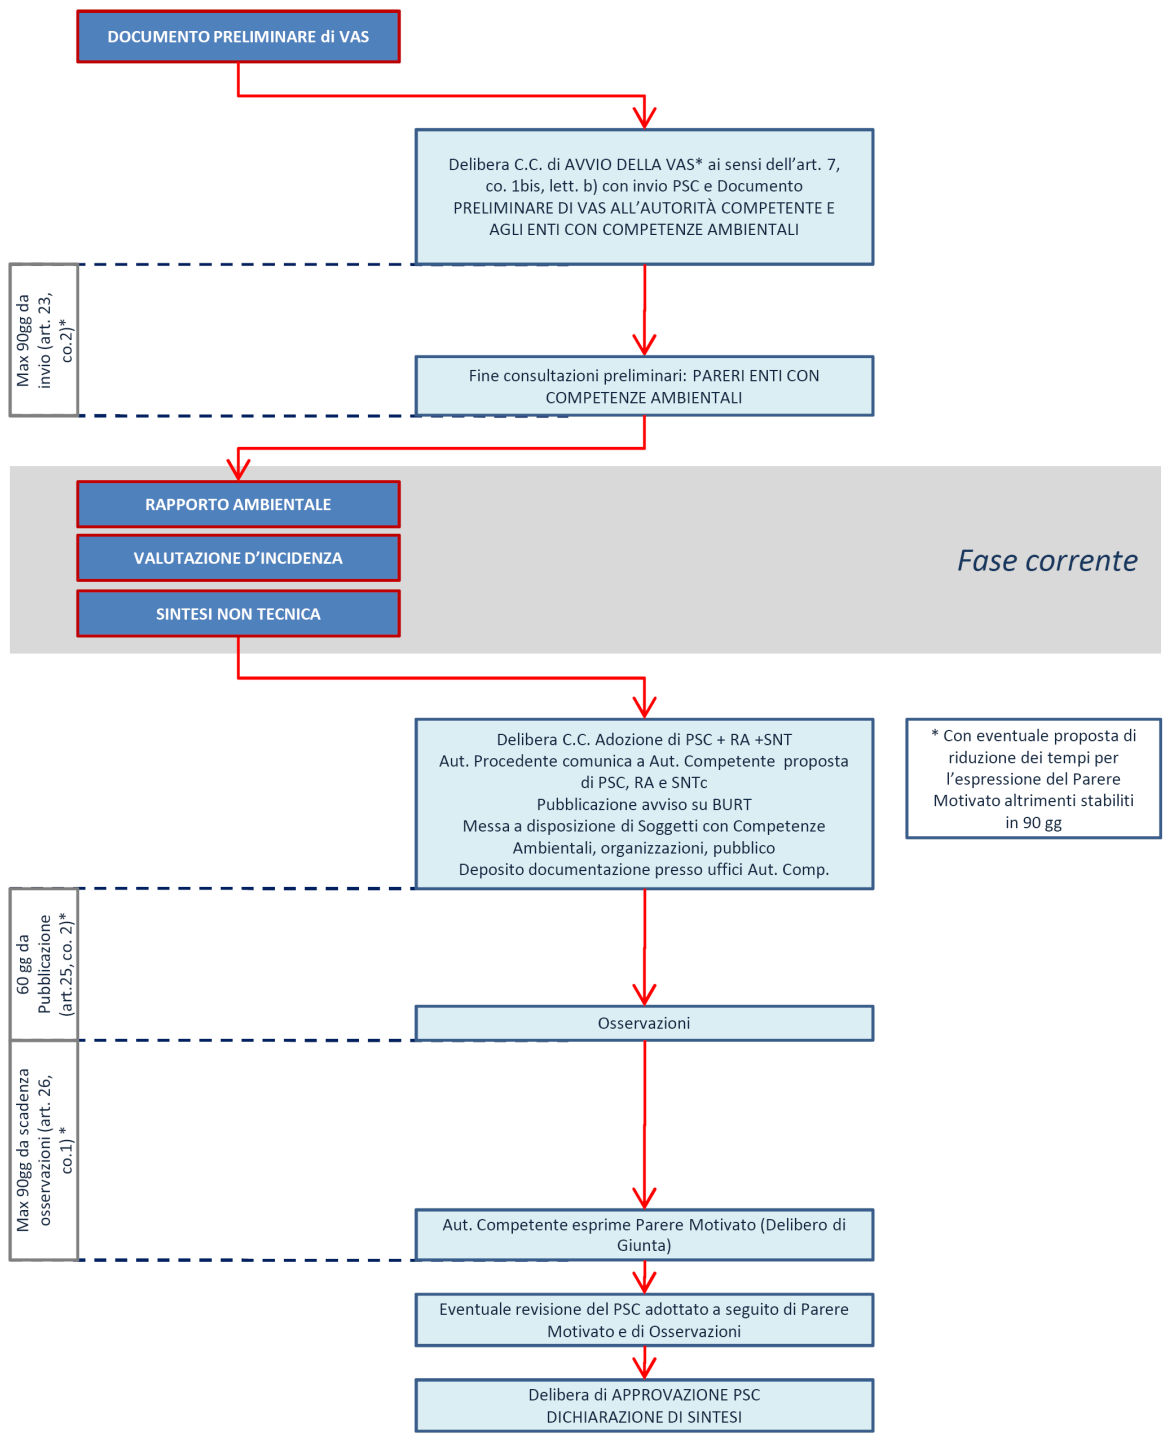 DOCUMENTO PRELIMINARE di VAS
Delibera C.C. di AVVIO DELLA VAS* ai sensi dell’art. 7,
co. 1bis, lett. b) con invio PSC e Documento
PRELIMINARE DI VAS ALL’AUTORITÀ COMPETENTE E
AGLI ENTI CON COMPETENZE AMBIENTALI
Max 90gg da
invio (art. 23,
co.2)*
Fine consultazioni preliminari: PARERI ENTI CON
COMPETENZE AMBIENTALI
RAPPORTO AMBIENTALE
VALUTAZIONE D’INCIDENZA
SINTESI NON TECNICA
Fase corrente
Delibera C.C. Adozione di PSC + RA +SNT
Aut. Procedente comunica a Aut. Competente proposta
di PSC, RA e SNTc
Pubblicazione avviso su BURT
Messa a disposizione di Soggetti con Competenze
Ambientali, organizzazioni, pubblico
Deposito documentazione presso uffici Aut. Comp.
* Con eventuale proposta di
riduzione dei tempi per
l’espressione del Parere
Motivato altrimenti stabiliti
in 90 gg
60 gg da
Pubblicazione
(art.25, co. 2)*
Osservazioni
Max 90gg da scadenza
osservazioni (art. 26,
co.1) *
Aut. Competente esprime Parere Motivato (Delibero di
Giunta)
Eventuale revisione del PSC adottato a seguito di Parere
Motivato e di Osservazioni
Delibera di APPROVAZIONE PSC
DICHIARAZIONE DI SINTESI